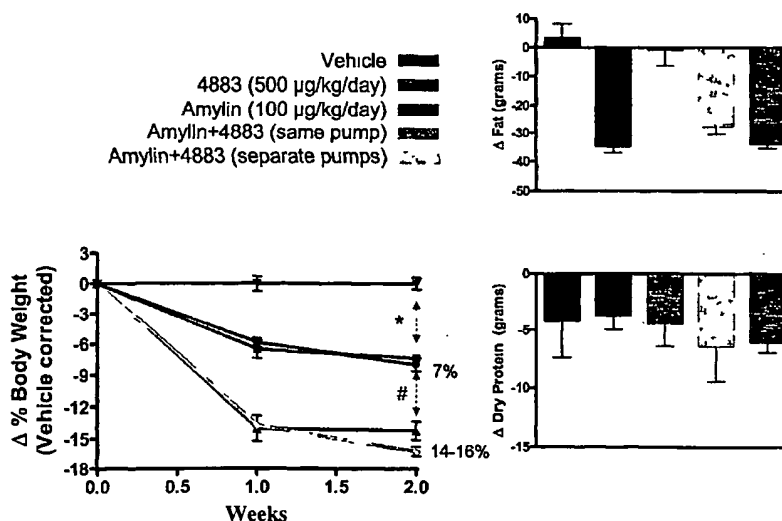 Vehicle
4883 (500 µg/kg/day)
Amylin (100 µg/kg/day)
Amylin+4883 (same pump)
Amylin+4883 (separate pumps)
Δ Fat (grams)
10
0
-10
-20
-30
-40
-50
Δ % Body Weight
(Vehicle corrected)
3
0
-3
-6
-9
-12
-15
-18
*
7%
#
14-16%
0.0
0.5
1.0
1.5
2.0
Weeks
Δ Dry Protein (grams)
0
-5
-10
-15